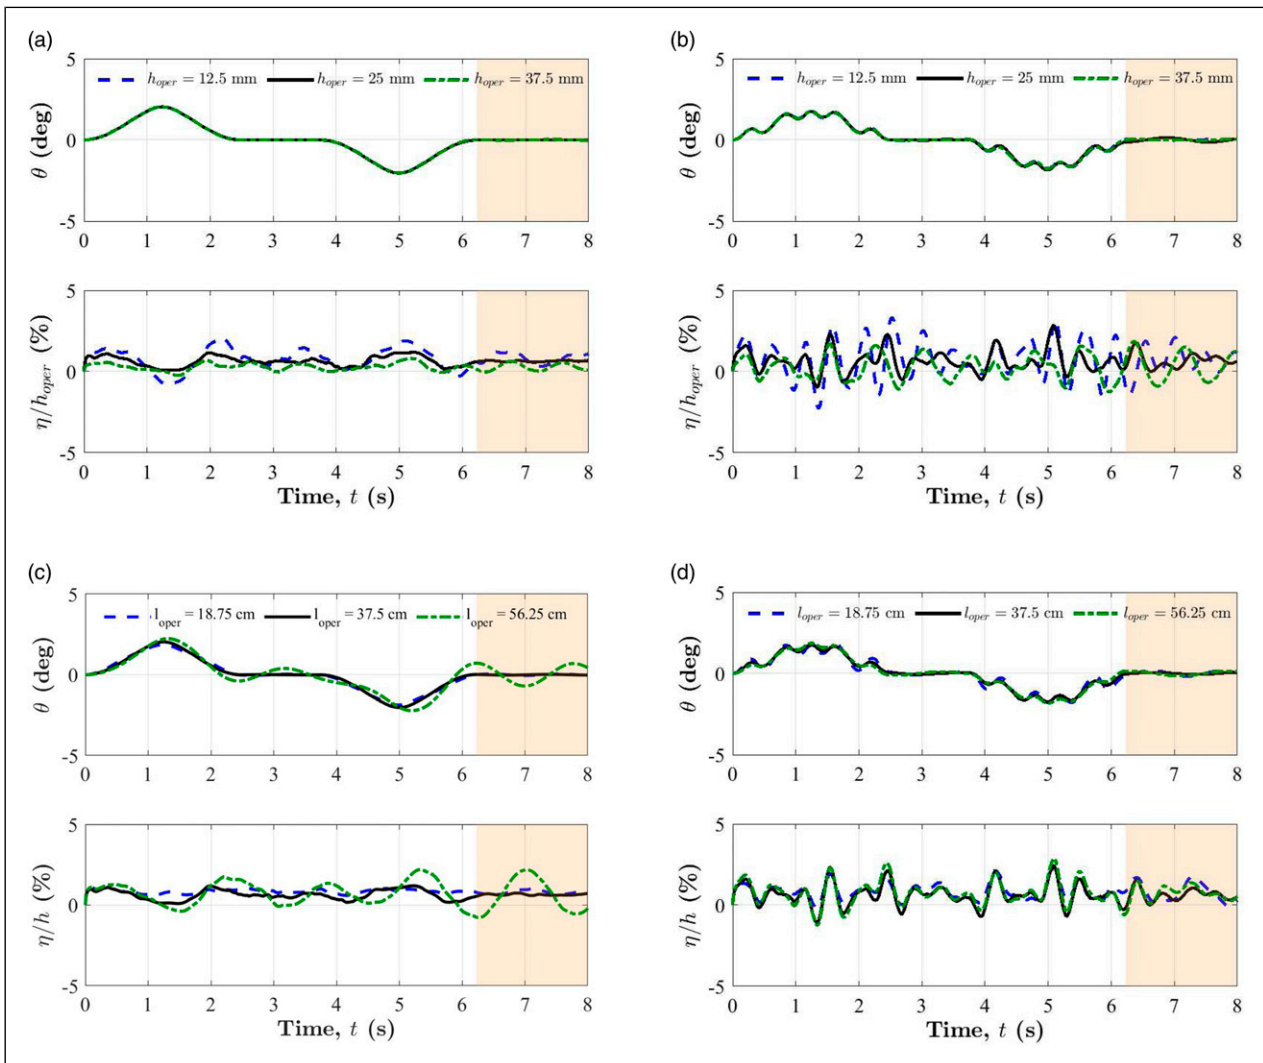 (a)
5
h_oper = 12.5 mm h_oper = 25 mm h_oper = 37.5 mm
θ (deg)
0
-5
0 1 2 3 4 5 6 7 8
5
η/h_oper (%)
0
-5
0 1 2 3 4 5 6 7 8
Time, t (s)
(b)
5
h_oper = 12.5 mm h_oper = 25 mm h_oper = 37.5 mm
θ (deg)
0
-5
0 1 2 3 4 5 6 7 8
5
η/h_oper (%)
0
-5
0 1 2 3 4 5 6 7 8
Time, t (s)
(c)
5
l_oper = 18.75 cm l_oper = 37.5 cm l_oper = 56.25 cm
θ (deg)
0
-5
0 1 2 3 4 5 6 7 8
5
η/h (%)
0
-5
0 1 2 3 4 5 6 7 8
Time, t (s)
(d)
5
l_oper = 18.75 cm l_oper = 37.5 cm l_oper = 56.25 cm
θ (deg)
0
-5
0 1 2 3 4 5 6 7 8
5
η/h (%)
0
-5
0 1 2 3 4 5 6 7 8
Time, t (s)